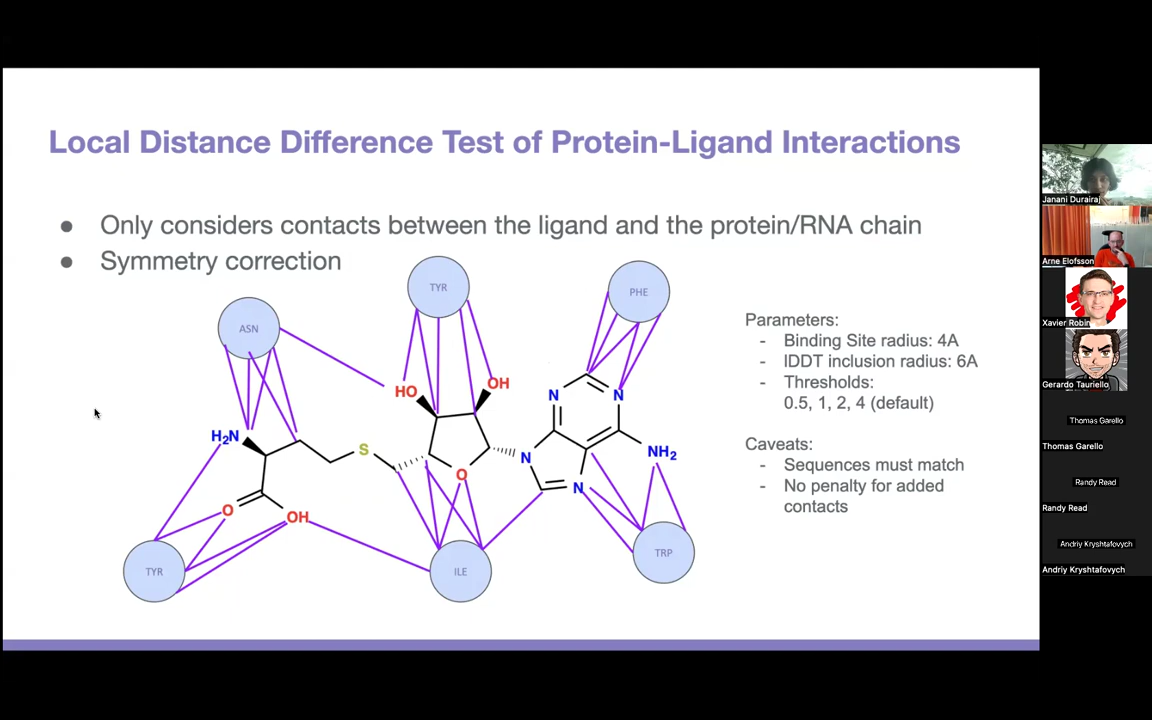 Local Distance Difference Test of Protein-Ligand Interactions
● Only considers contacts between the ligand and the protein/RNA chain
● Symmetry correction
TYR
PHE
ASN
HO
OH
N
N
H₂N
S
N
NH₂
O
N
O
OH
TYR
ILE
TRP
Parameters:
- Binding Site radius: 4A
- lDDT inclusion radius: 6A
- Thresholds:
0.5, 1, 2, 4 (default)
Caveats:
- Sequences must match
- No penalty for added
contacts
Janani Durairaj
Arne Elofsson
Xavier Robin
Gerardo Tauriello
Thomas Garello
Thomas Garello
Randy Read
Randy Read
Andriy Kryshtafovych
Andriy Kryshtafovych